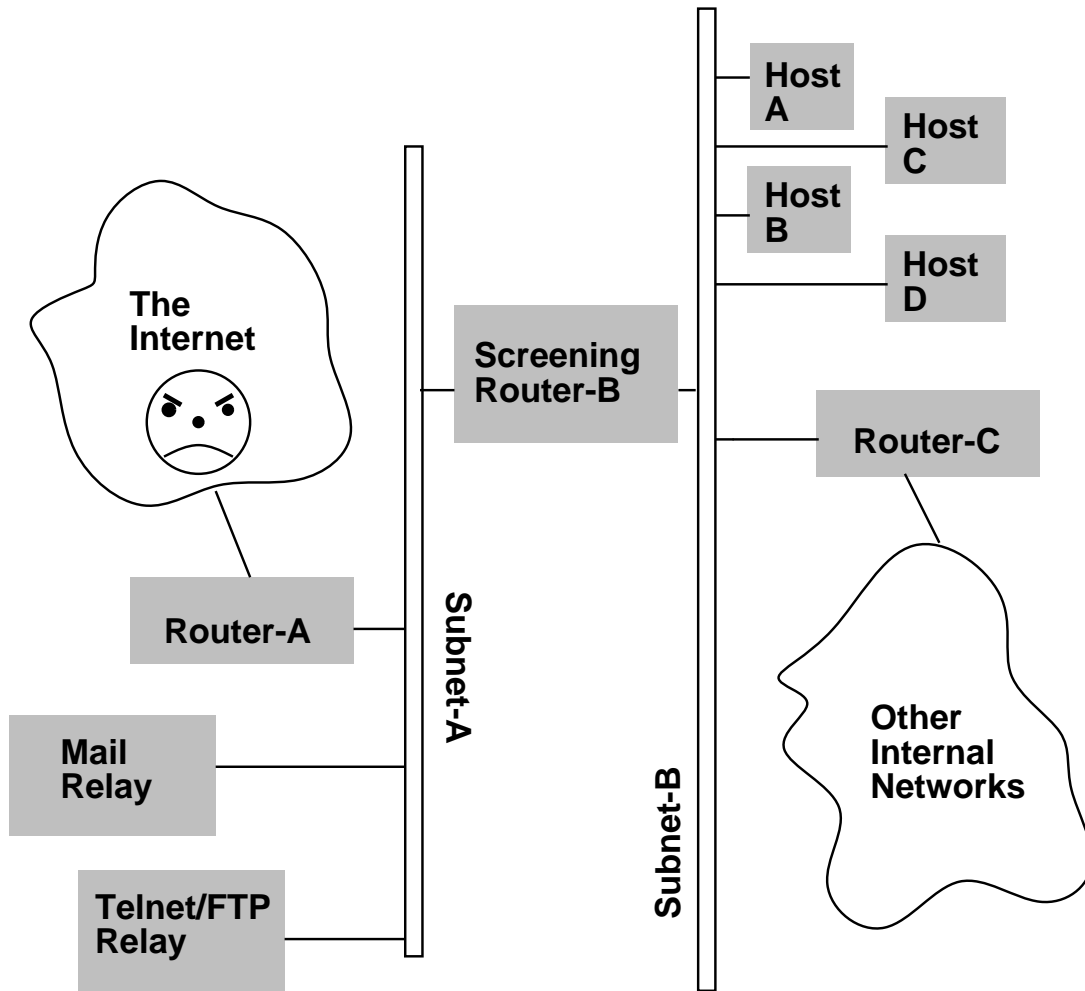 The
Internet
Router-A
Mail
Relay
Telnet/FTP
Relay
Subnet-A
Screening
Router-B
Subnet-B
Host
A
Host
C
Host
B
Host
D
Router-C
Other
Internal
Networks